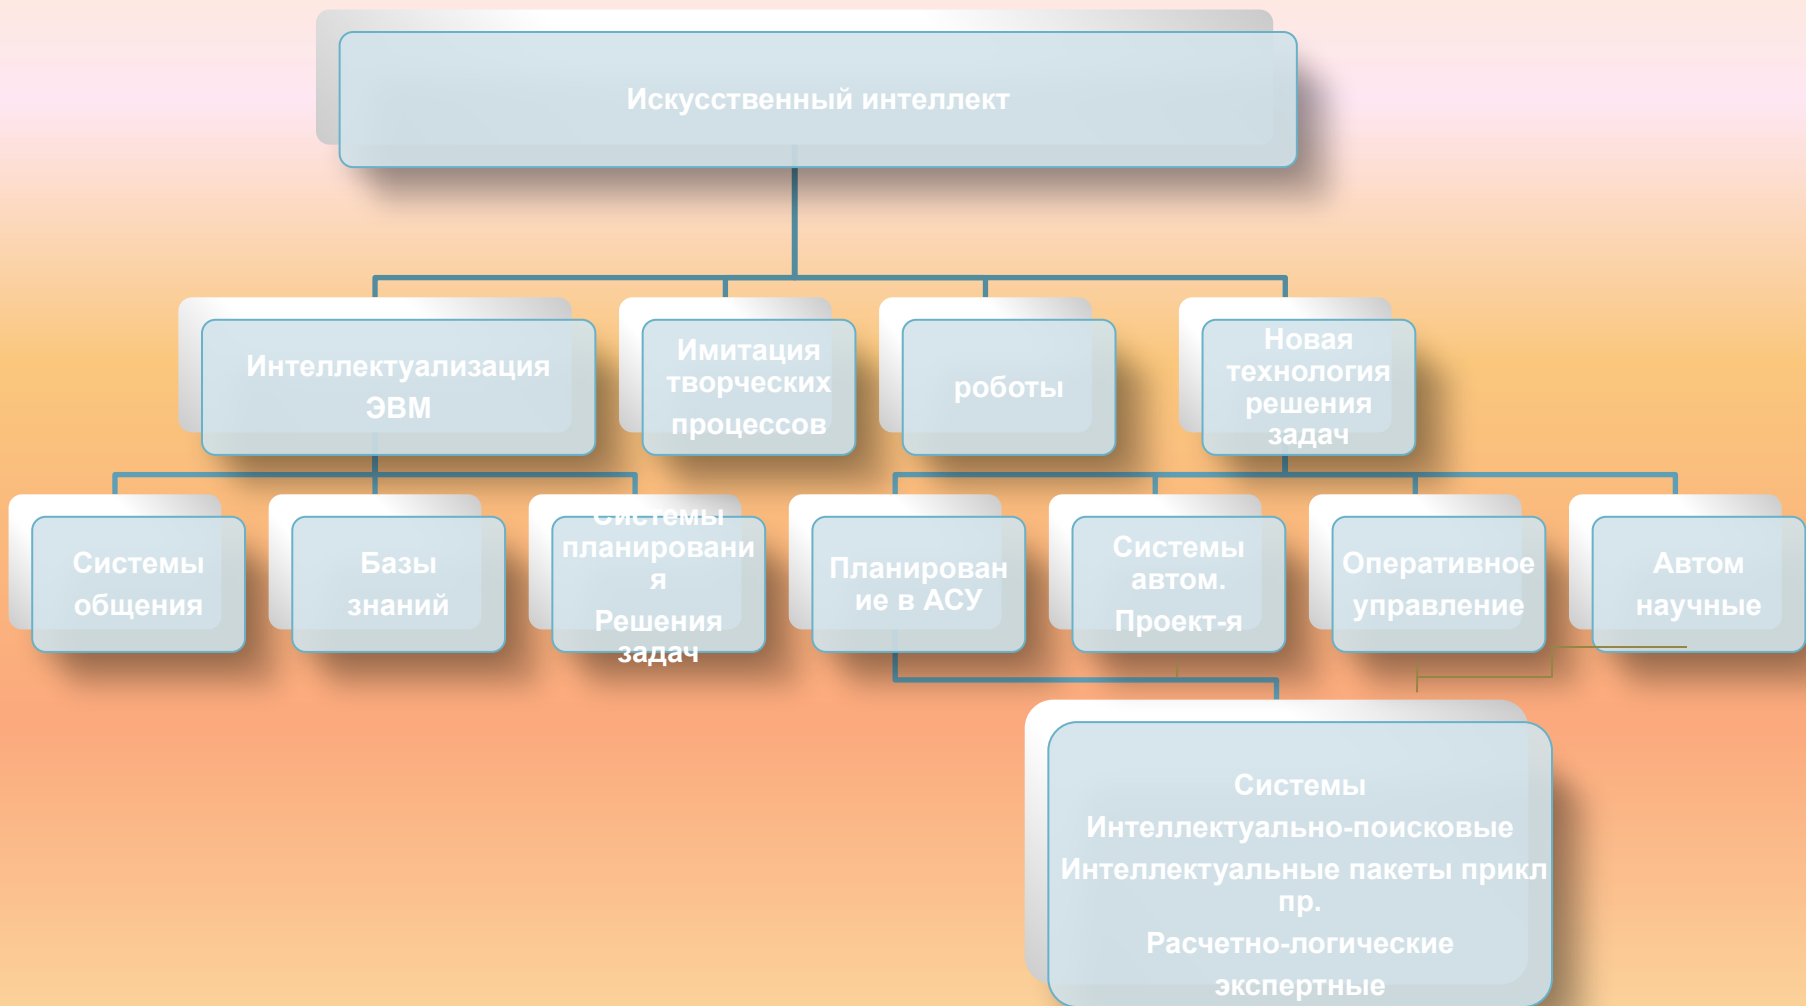 Искусственный интеллект
Интеллектуализация
ЭВМ
Имитация
творческих
процессов
роботы
Новая
технология
решения
задач
Системы
общения
Базы
знаний
Системы
планировани
я
Решения
задач
Планирован
ие в АСУ
Системы
автом.
Проект-я
Оперативное
управление
Автом
научные
Системы
Интеллектуально-поисковые
Интеллектуальные пакеты прикл
пр.
Расчетно-логические
экспертные